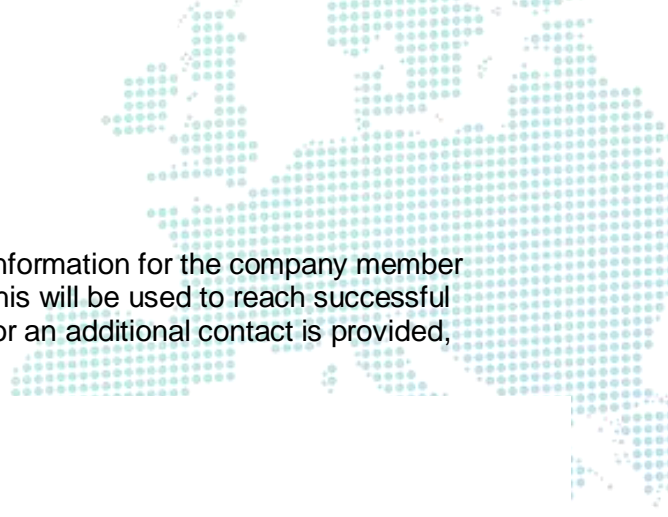 nformation for the company member
his will be used to reach successful
or an additional contact is provided,